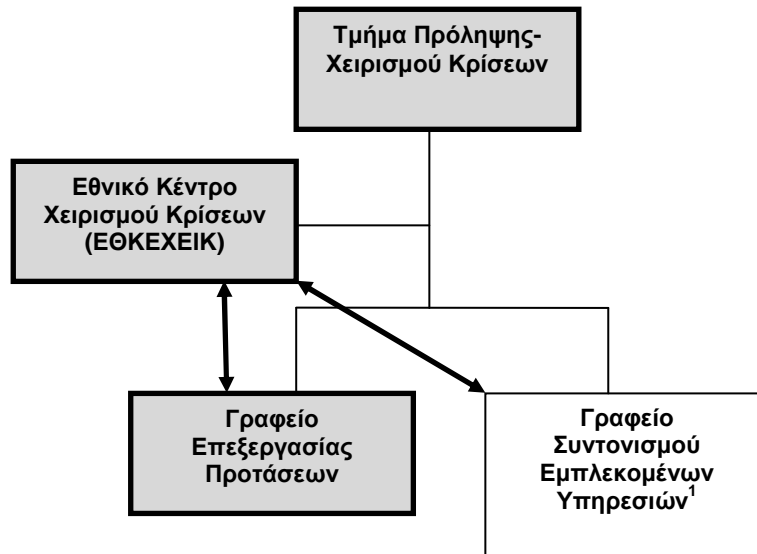 Τμήμα Πρόληψης-
Χειρισμού Κρίσεων
Εθνικό Κέντρο
Χειρισμού Κρίσεων
(ΕΘΚΕΧΕΙΚ)
Γραφείο
Επεξεργασίας
Προτάσεων
Γραφείο
Συντονισμού
Εμπλεκομένων
Υπηρεσιών¹